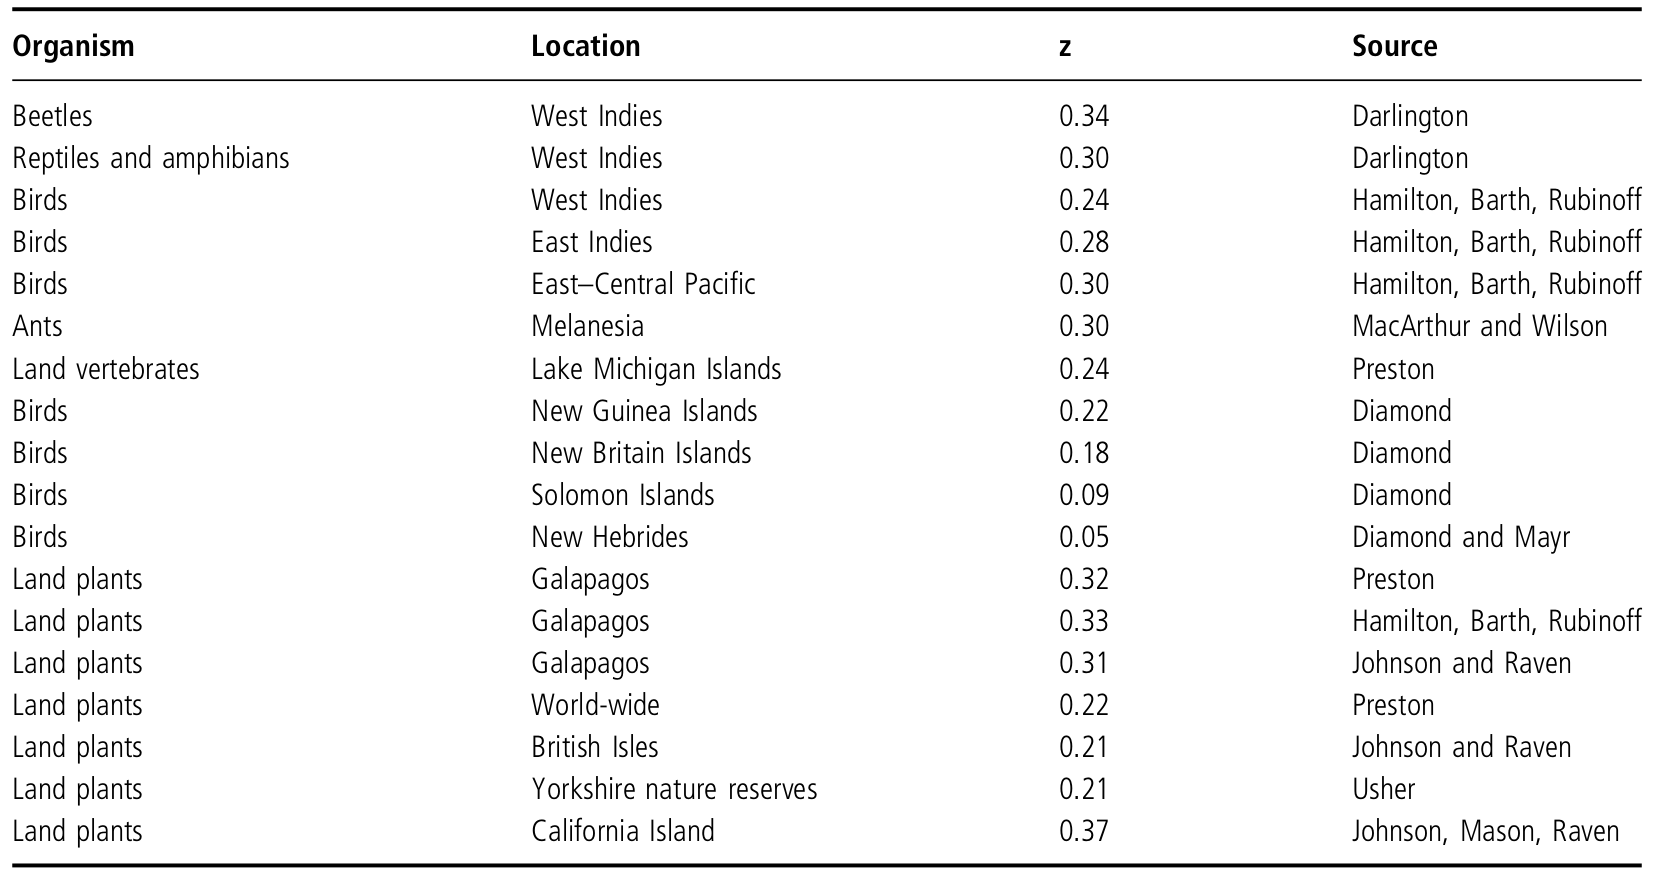 Organism Location z Source
Beetles West Indies 0.34 Darlington
Reptiles and amphibians West Indies 0.30 Darlington
Birds West Indies 0.24 Hamilton, Barth, Rubinoff
Birds East Indies 0.28 Hamilton, Barth, Rubinoff
Birds East–Central Pacific 0.30 Hamilton, Barth, Rubinoff
Ants Melanesia 0.30 MacArthur and Wilson
Land vertebrates Lake Michigan Islands 0.24 Preston
Birds New Guinea Islands 0.22 Diamond
Birds New Britain Islands 0.18 Diamond
Birds Solomon Islands 0.09 Diamond
Birds New Hebrides 0.05 Diamond and Mayr
Land plants Galapagos 0.32 Preston
Land plants Galapagos 0.33 Hamilton, Barth, Rubinoff
Land plants Galapagos 0.31 Johnson and Raven
Land plants World-wide 0.22 Preston
Land plants British Isles 0.21 Johnson and Raven
Land plants Yorkshire nature reserves 0.21 Usher
Land plants California Island 0.37 Johnson, Mason, Raven